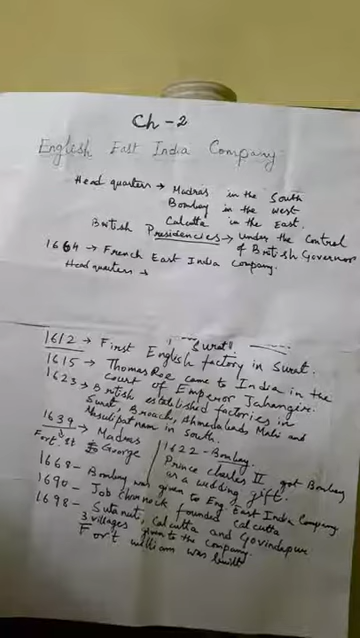 Ch - 2
English East India Company
Head quarters → Madras in the South
Bombay in the west
Calcutta in the East.
British Presidencies → under the Control
of British Governor
1664 → French East India Company.
Head quarters →
Surat
1612 → First English factory in Surat.
1615 → Thomas Roe came to India in the
court of Emperor Jahangir.
1623 → British established factories in
Surat, Broach, Ahmedabad and
Masulipatnam in South.
1639 → Madras
Fort. St George
1622 - Bombay.
Prince Charles II got Bombay
as a wedding gift.
1668 - Bombay was given to Eng. East India Company
1690 - Job Charnock founded Calcutta
1698 - Sutanuti, Calcutta and Govindapur
3 villages given to the company.
Fort william was built